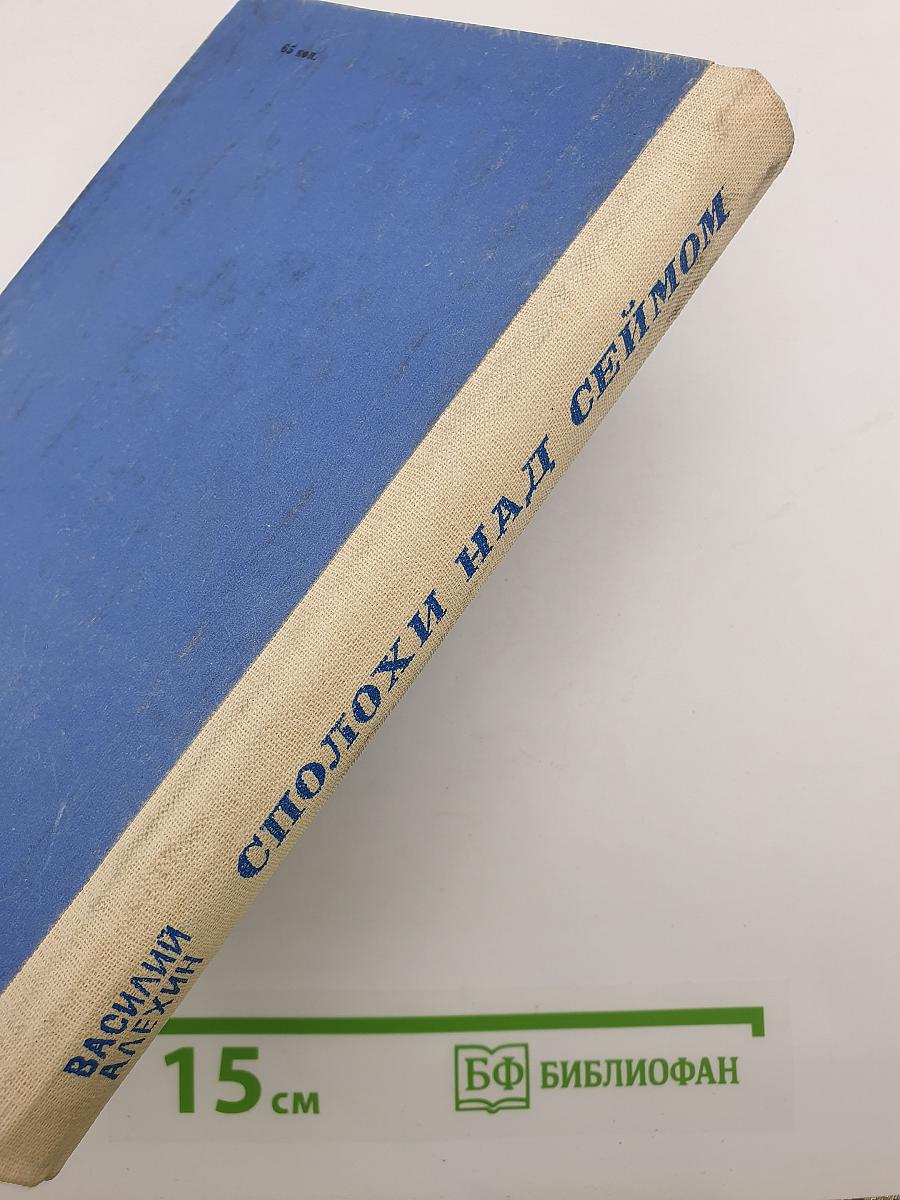 65 коп.
ВАСИЛИЙ
АЛЕХИН
СПОЛОХИ НАД СЕЙМОМ
15 см
БФ БИБЛИОФАН